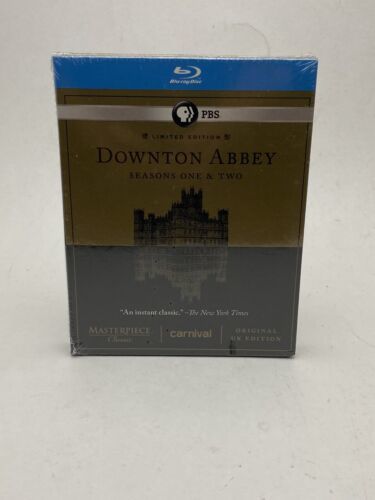 Blu-ray Disc
PBS
LIMITED EDITION
DOWNTON ABBEY
SEASONS ONE & TWO
"An instant classic." –The New York Times
MASTERPIECE
Classic
carnival
ORIGINAL
UK EDITION